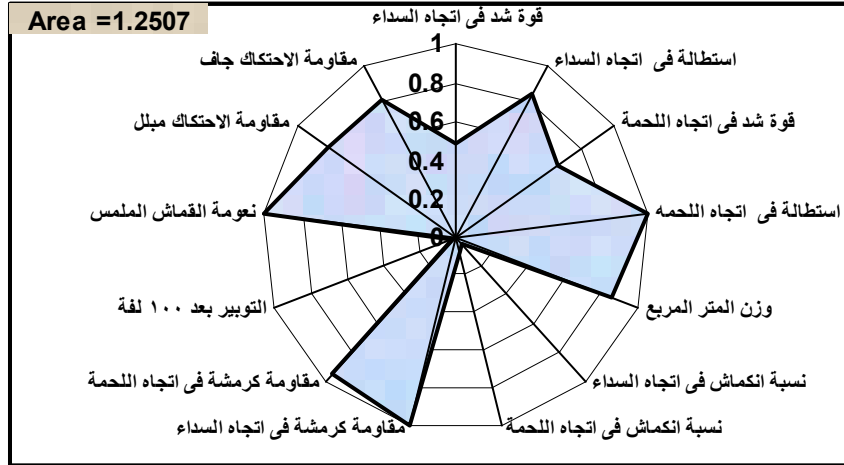 Area =1.2507
قوة شد فى اتجاه السداء
استطالة فى اتجاه السداء
قوة شد فى اتجاه اللحمة
استطالة فى اتجاه اللحمه
وزن المتر المربع
نسبة انكماش فى اتجاه السداء
نسبة انكماش فى اتجاه اللحمة
مقاومة كرمشة فى اتجاه السداء
مقاومة كرمشة فى اتجاه اللحمة
التوبير بعد ١٠٠ لفة
نعومة القماش الملمس
مقاومة الاحتكاك مبلل
مقاومة الاحتكاك جاف
1
0.8
0.6
0.4
0.2
0